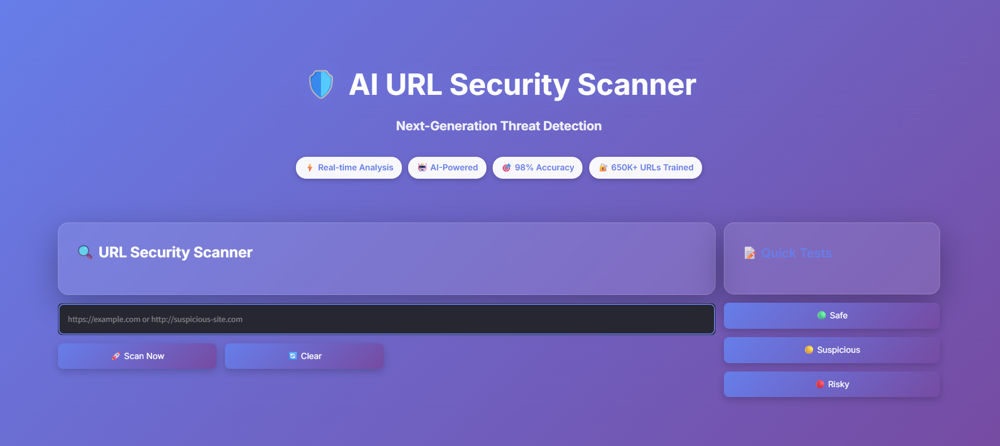 AI URL Security Scanner
Next-Generation Threat Detection
Real-time Analysis
AI-Powered
98% Accuracy
650K+ URLs Trained
URL Security Scanner
https://example.com or http://suspicious-site.com
Scan Now
Clear
Quick Tests
Safe
Suspicious
Risky